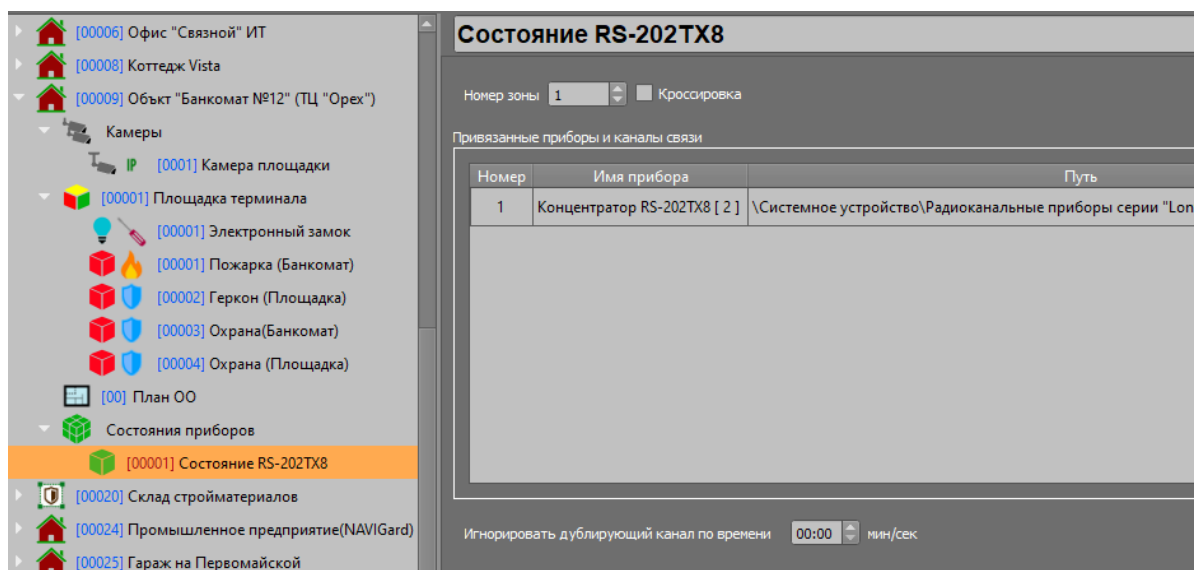 [00006] Офис "Связной" ИТ
[00008] Коттедж Vista
[00009] Объкт "Банкомат №12" (ТЦ "Орех")
Камеры
IP [0001] Камера площадки
[00001] Площадка терминала
[00001] Электронный замок
[00001] Пожарка (Банкомат)
[00002] Геркон (Площадка)
[00003] Охрана(Банкомат)
[00004] Охрана (Площадка)
[00] План ОО
Состояния приборов
[00001] Состояние RS-202TX8
[00020] Склад стройматериалов
[00024] Промышленное предприятие(NAVIGard)
[00025] Гараж на Первомайской
Состояние RS-202TX8
Номер зоны 1 Кроссировка
Привязанные приборы и каналы связи
Номер Имя прибора Путь
1 Концентратор RS-202TX8 [ 2 ] \Системное устройство\Радиоканальные приборы серии "Lon
Игнорировать дублирующий канал по времени 00:00 мин/сек